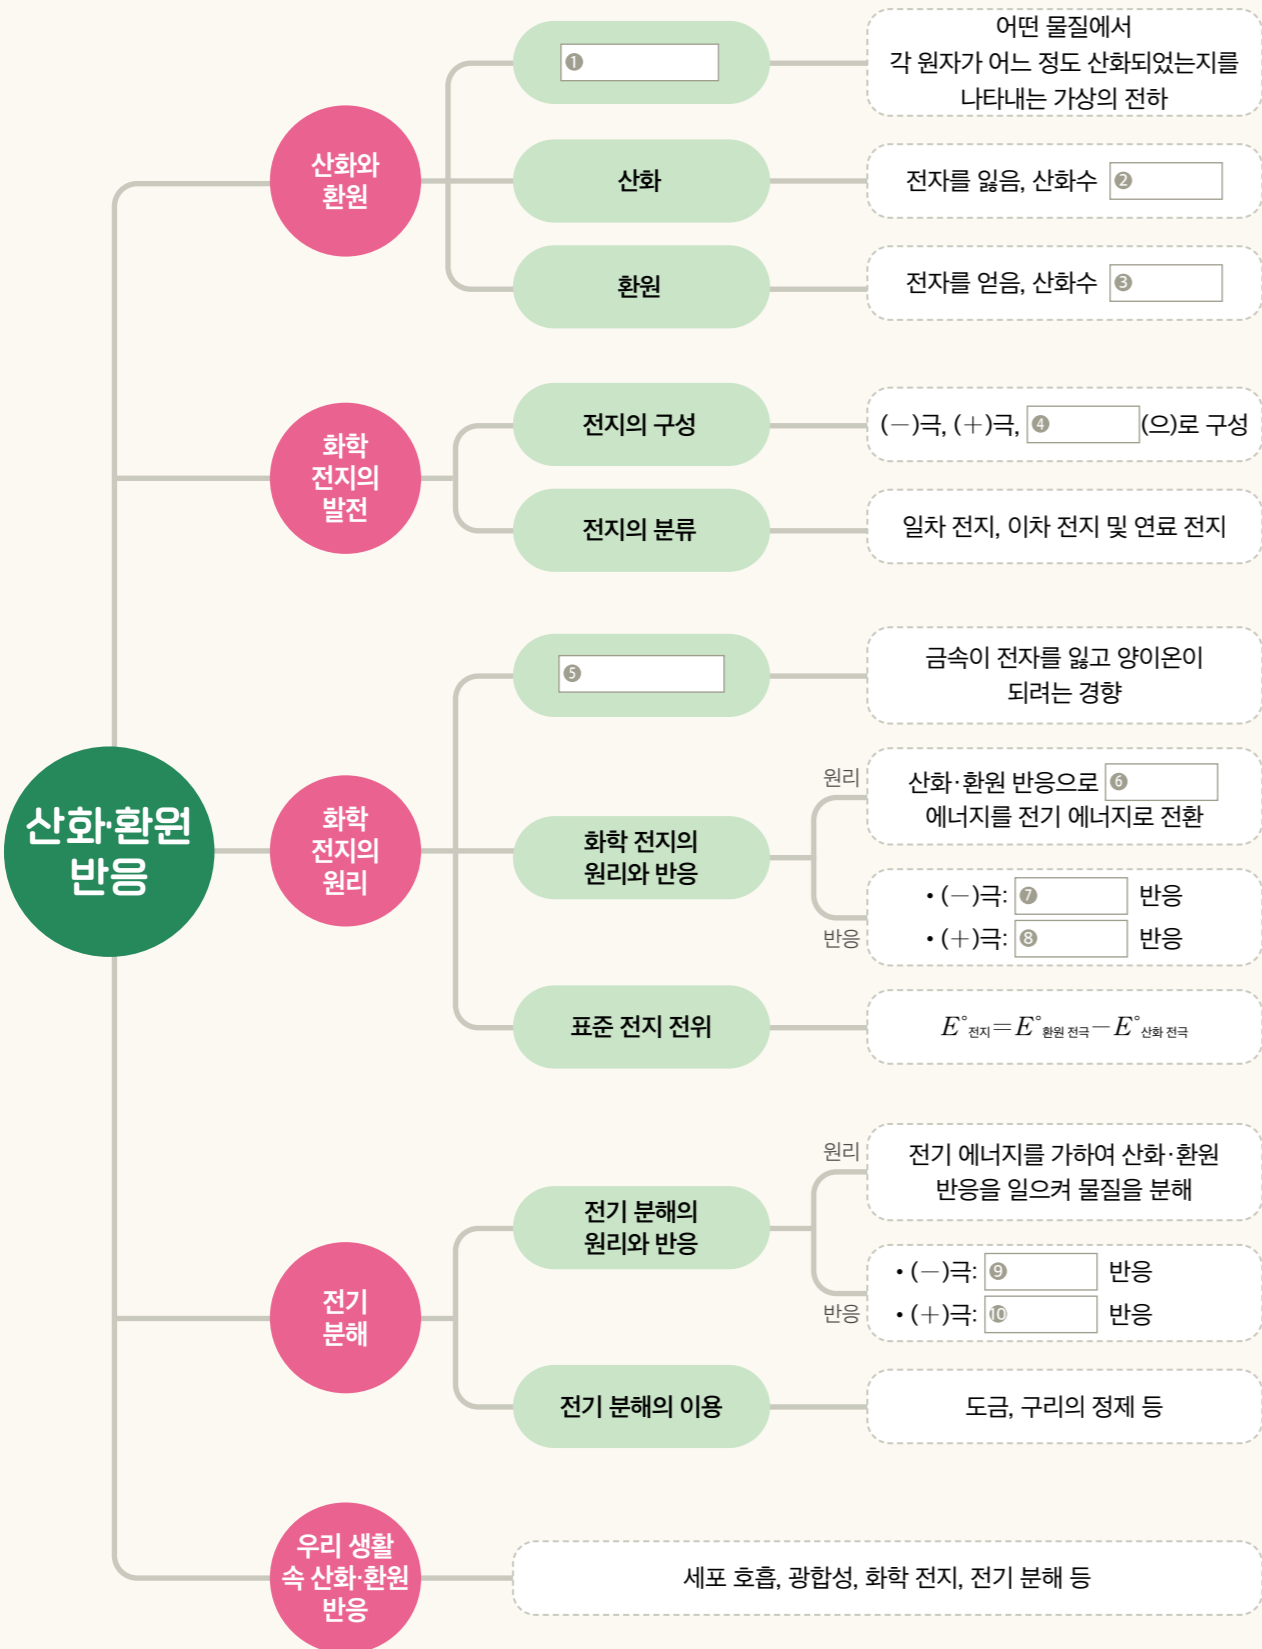 산화·환원
반응
산화와
환원
❶
어떤 물질에서
각 원자가 어느 정도 산화되었는지를
나타내는 가상의 전하
산화
전자를 잃음, 산화수 ❷
환원
전자를 얻음, 산화수 ❸
화학
전지의
발전
전지의 구성
(−)극, (+)극, ❹ (으)로 구성
전지의 분류
일차 전지, 이차 전지 및 연료 전지
화학
전지의
원리
❺
금속이 전자를 잃고 양이온이
되려는 경향
화학 전지의
원리와 반응
원리
산화·환원 반응으로 ❻
에너지를 전기 에너지로 전환
반응
• (−)극: ❼ 반응
• (+)극: ❽ 반응
표준 전지 전위
E°전지=E°환원 전극−E°산화 전극
전기
분해
전기 분해의
원리와 반응
원리
전기 에너지를 가하여 산화·환원
반응을 일으켜 물질을 분해
반응
• (−)극: ❾ 반응
• (+)극: ❿ 반응
전기 분해의 이용
도금, 구리의 정제 등
우리 생활
속 산화·환원
반응
세포 호흡, 광합성, 화학 전지, 전기 분해 등